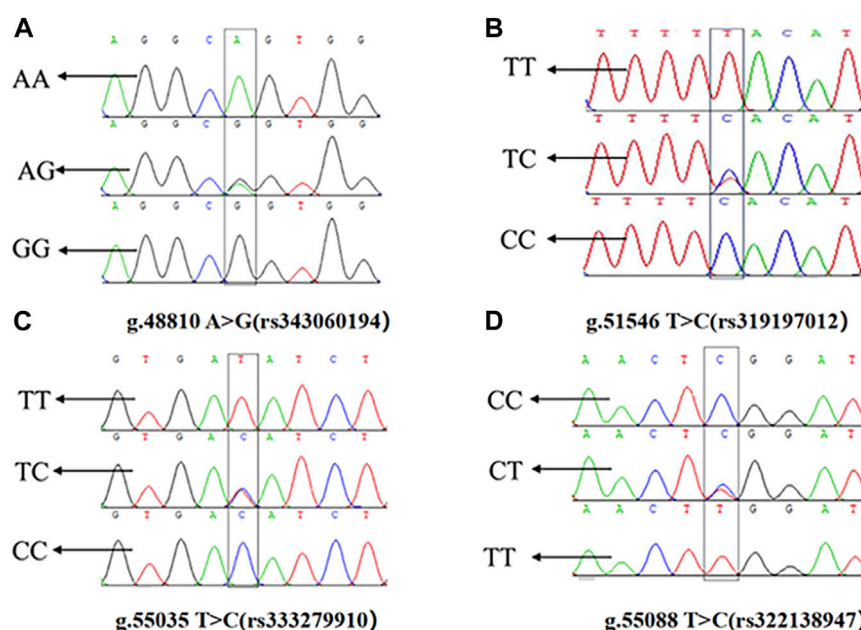 A
A G G C A G T G G
AA
A G G C G G T G G
AG
A G G C G G T G G
GG
g.48810 A>G(rs343060194)
B
T T T T T A C A T
TT
T T T T C A C A T
TC
T T T T C A C A T
CC
g.51546 T>C(rs319197012)
C
G T G A T A T C T
TT
G T G A C A T C T
TC
G T G A C A T C T
CC
g.55035 T>C(rs333279910)
D
A A C T C G G A T
CC
A A C T C G G A T
CT
A A C T T G G A T
TT
g.55088 T>C(rs322138947)